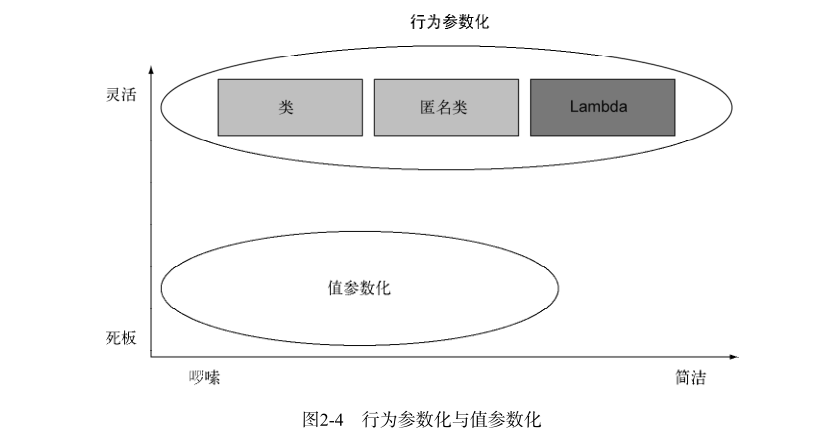 行为参数化
灵活
类
匿名类
Lambda
值参数化
死板
啰嗦
简洁
图2-4 行为参数化与值参数化